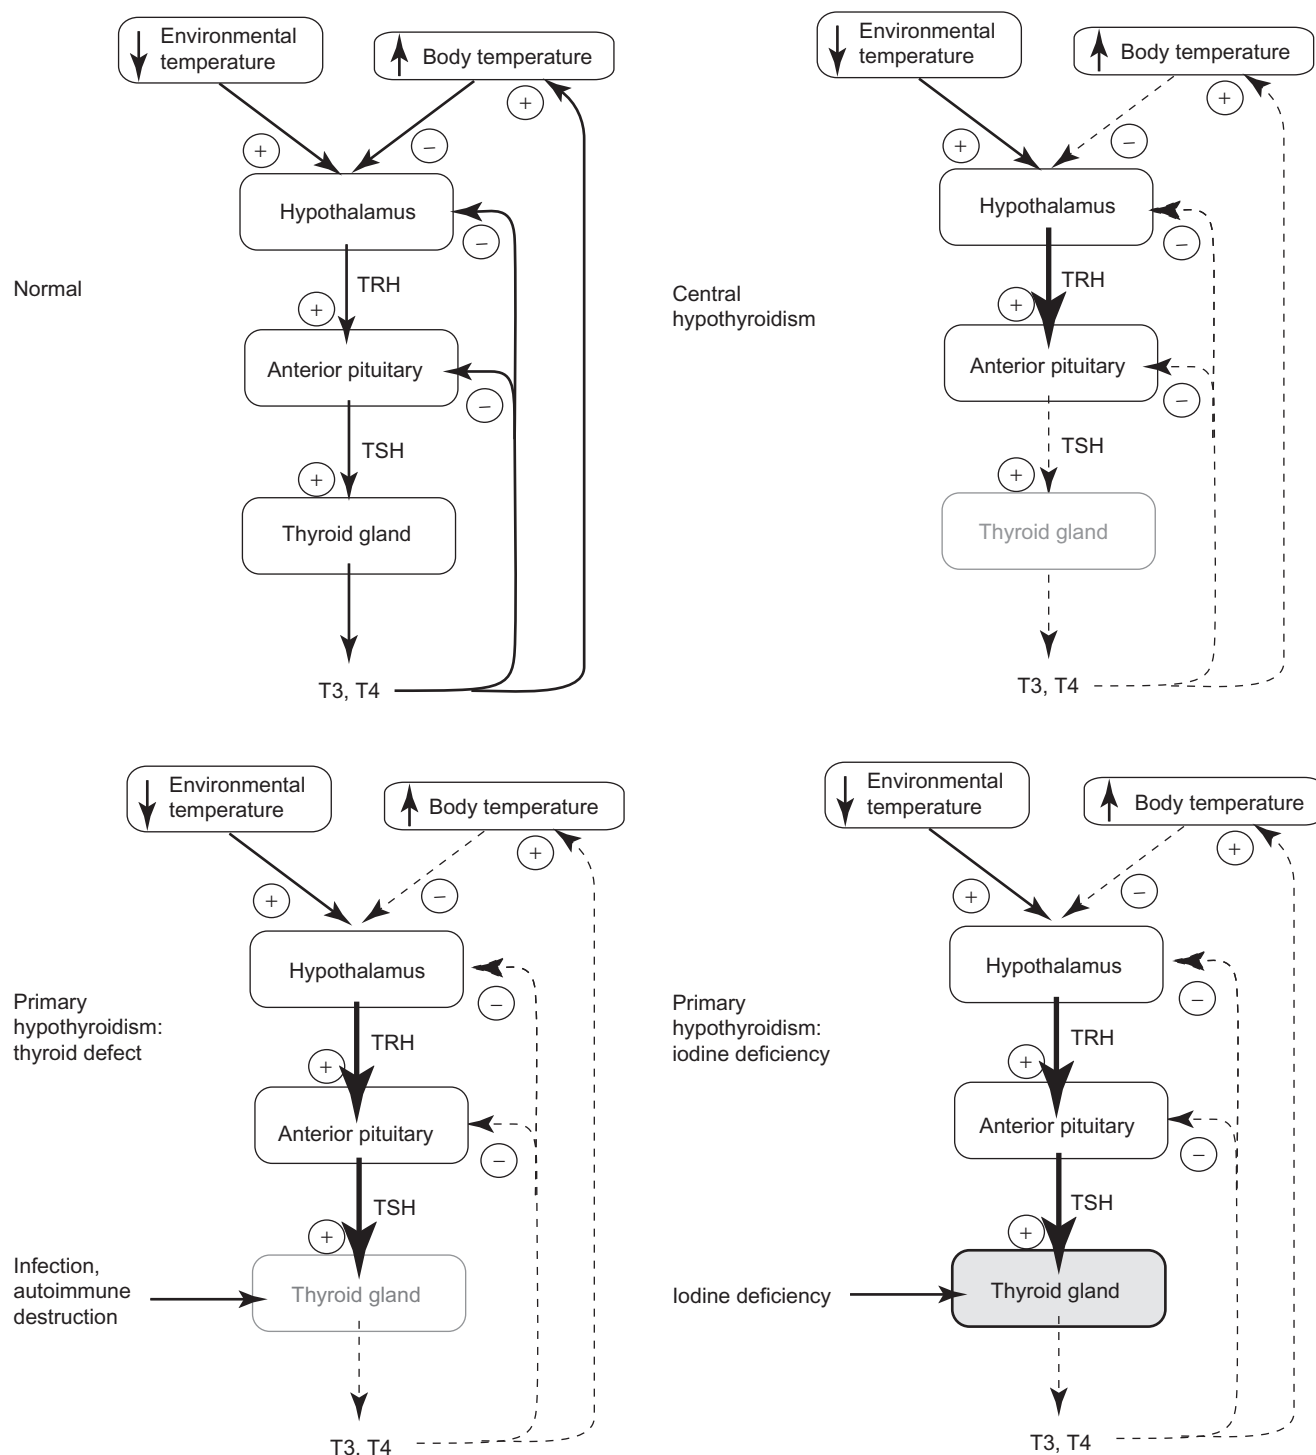 Environmental
temperature
Body temperature
+
+
−
Hypothalamus
−
Normal
TRH
+
Anterior pituitary
−
TSH
+
Thyroid gland
T3, T4
Environmental
temperature
Body temperature
+
+
−
Hypothalamus
−
Central
hypothyroidism
TRH
+
Anterior pituitary
−
TSH
+
Thyroid gland
T3, T4
Environmental
temperature
Body temperature
+
+
−
Hypothalamus
−
Primary
hypothyroidism:
thyroid defect
TRH
+
Anterior pituitary
−
TSH
+
Infection,
autoimmune
destruction
Thyroid gland
T3, T4
Environmental
temperature
Body temperature
+
+
−
Hypothalamus
−
Primary
hypothyroidism:
iodine deficiency
TRH
+
Anterior pituitary
−
TSH
+
Iodine deficiency
Thyroid gland
T3, T4